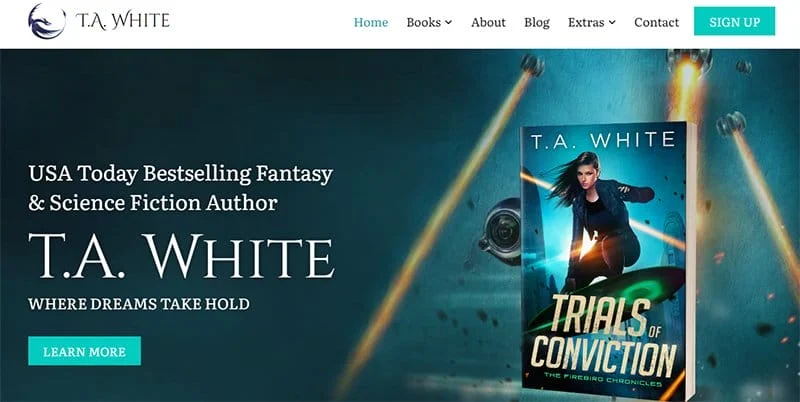 T.A. WHITE
Home Books About Blog Extras Contact SIGN UP
USA Today Bestselling Fantasy
& Science Fiction Author
T.A. WHITE
WHERE DREAMS TAKE HOLD
LEARN MORE
T.A. WHITE
TRIALS OF
CONVICTION
THE FIREBIRD CHRONICLES